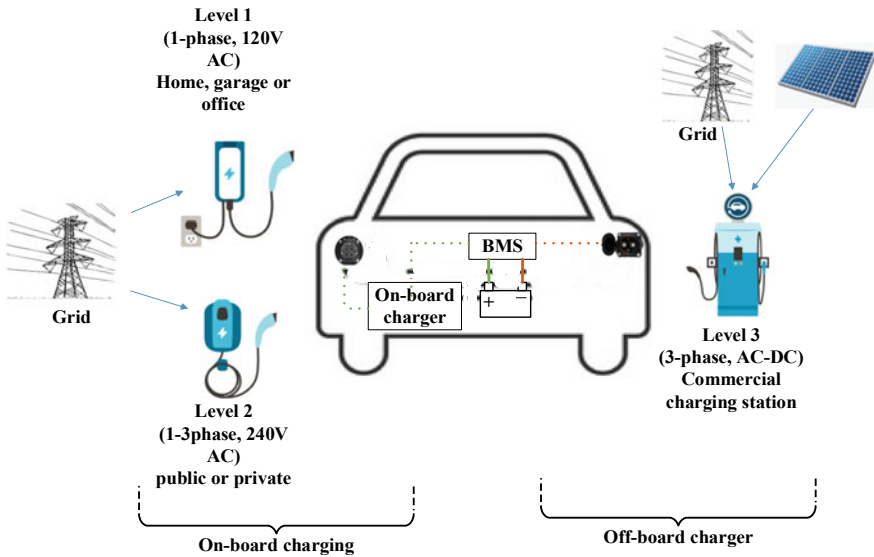 Level 1
(1-phase, 120V
AC)
Home, garage or
office
Grid
Level 2
(1-3phase, 240V
AC)
public or private
On-board charging
BMS
On-board
charger
+ −
Grid
Level 3
(3-phase, AC-DC)
Commercial
charging station
Off-board charger